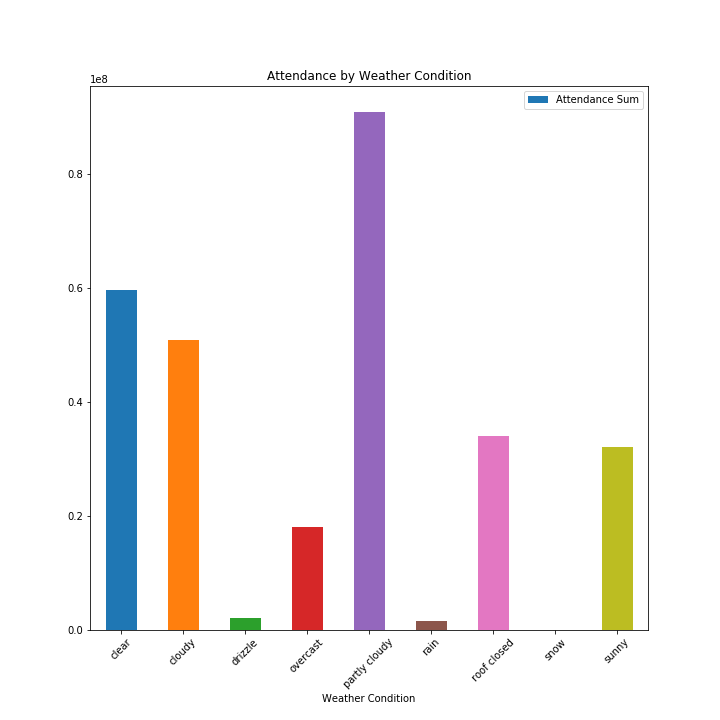 Attendance by Weather Condition
1e8
Attendance Sum
0.8
0.6
0.4
0.2
0.0
clear
cloudy
drizzle
overcast
partly cloudy
rain
roof closed
snow
sunny
Weather Condition